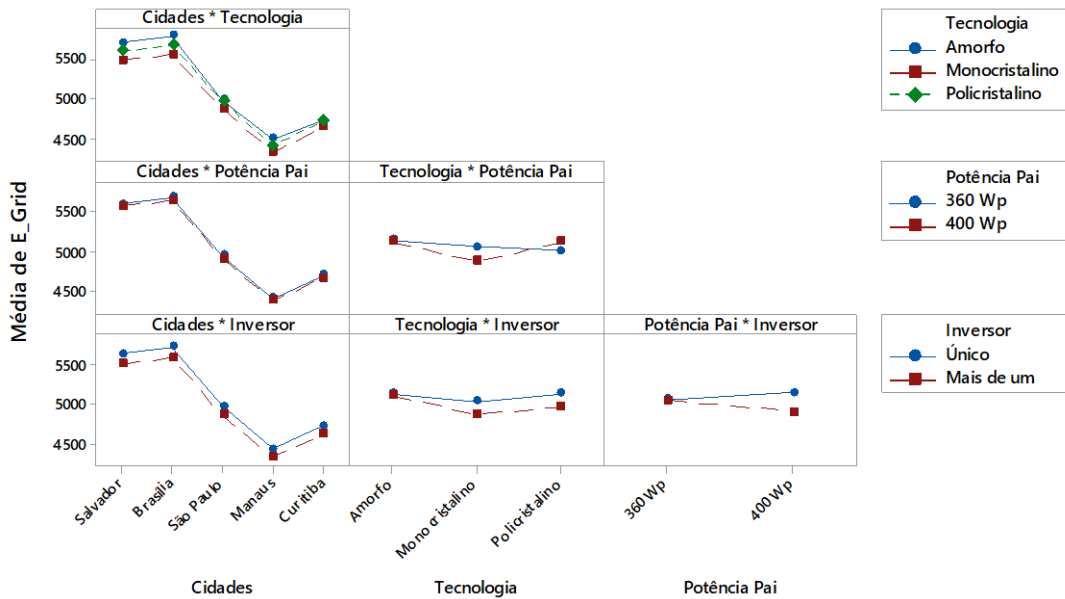 Cidades * Tecnologia
Tecnologia
Amorfo
Monocristalino
Policristalino
5500
5000
4500
Média de E_Grid
Cidades * Potência Pai
Tecnologia * Potência Pai
Potência Pai
360 Wp
400 Wp
5500
5000
4500
Cidades * Inversor
Tecnologia * Inversor
Potência Pai * Inversor
Inversor
Único
Mais de um
5500
5000
4500
Salvador
Brasília
São Paulo
Manaus
Curitiba
Amorfo
Monocristalino
Policristalino
360 Wp
400 Wp
Cidades
Tecnologia
Potência Pai